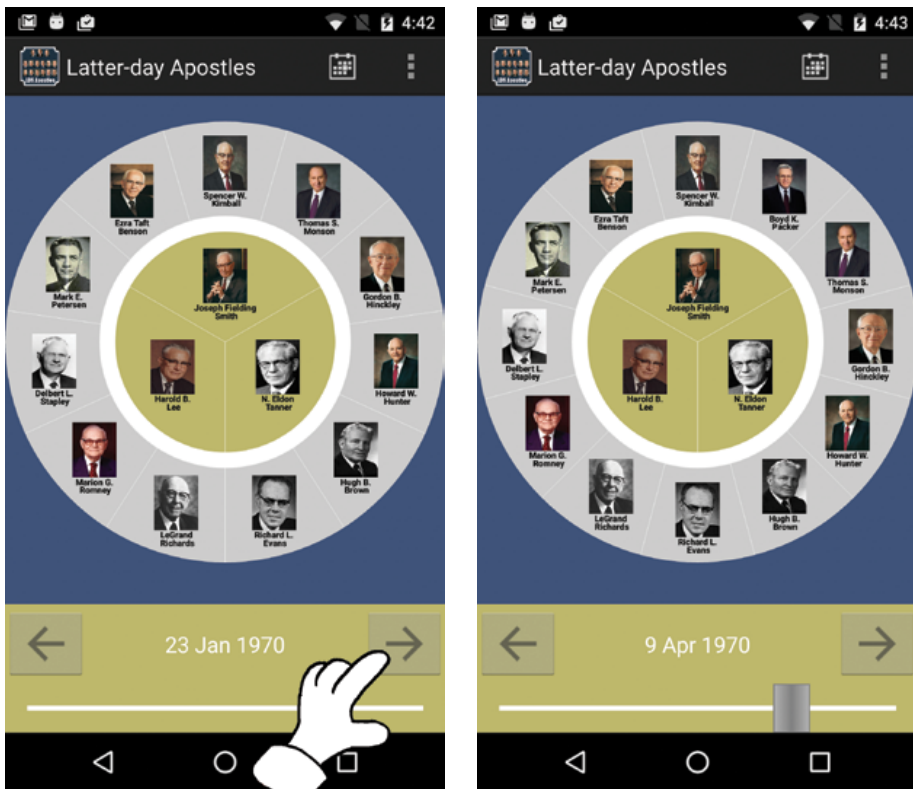 4:42
Latter-day Apostles
Spencer W.
Kimball
Thomas S.
Monson
Gordon B.
Hinckley
Howard W.
Hunter
Hugh B.
Brown
Richard L.
Evans
LeGrand
Richards
Marion G.
Romney
Delbert L.
Stapley
Mark E.
Petersen
Ezra Taft
Benson
Joseph Fielding
Smith
Harold B.
Lee
N. Eldon
Tanner
23 Jan 1970
4:43
Latter-day Apostles
Spencer W.
Kimball
Boyd K.
Packer
Thomas S.
Monson
Gordon B.
Hinckley
Howard W.
Hunter
Hugh B.
Brown
Richard L.
Evans
LeGrand
Richards
Marion G.
Romney
Delbert L.
Stapley
Mark E.
Petersen
Ezra Taft
Benson
Joseph Fielding
Smith
Harold B.
Lee
N. Eldon
Tanner
9 Apr 1970